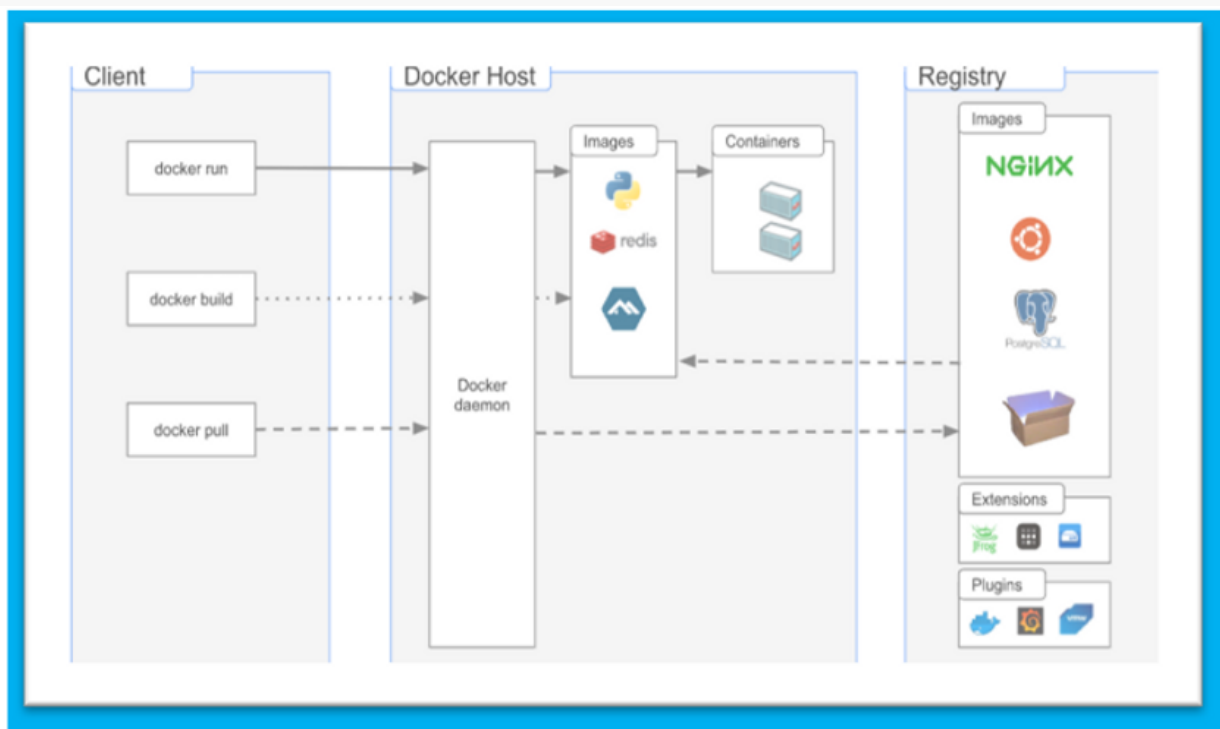 Client
Docker Host
Registry
docker run
docker build
docker pull
Docker
daemon
Images
redis
Containers
Images
NGINX
PostgreSQL
Extensions
JFrog
Plugins
vmw